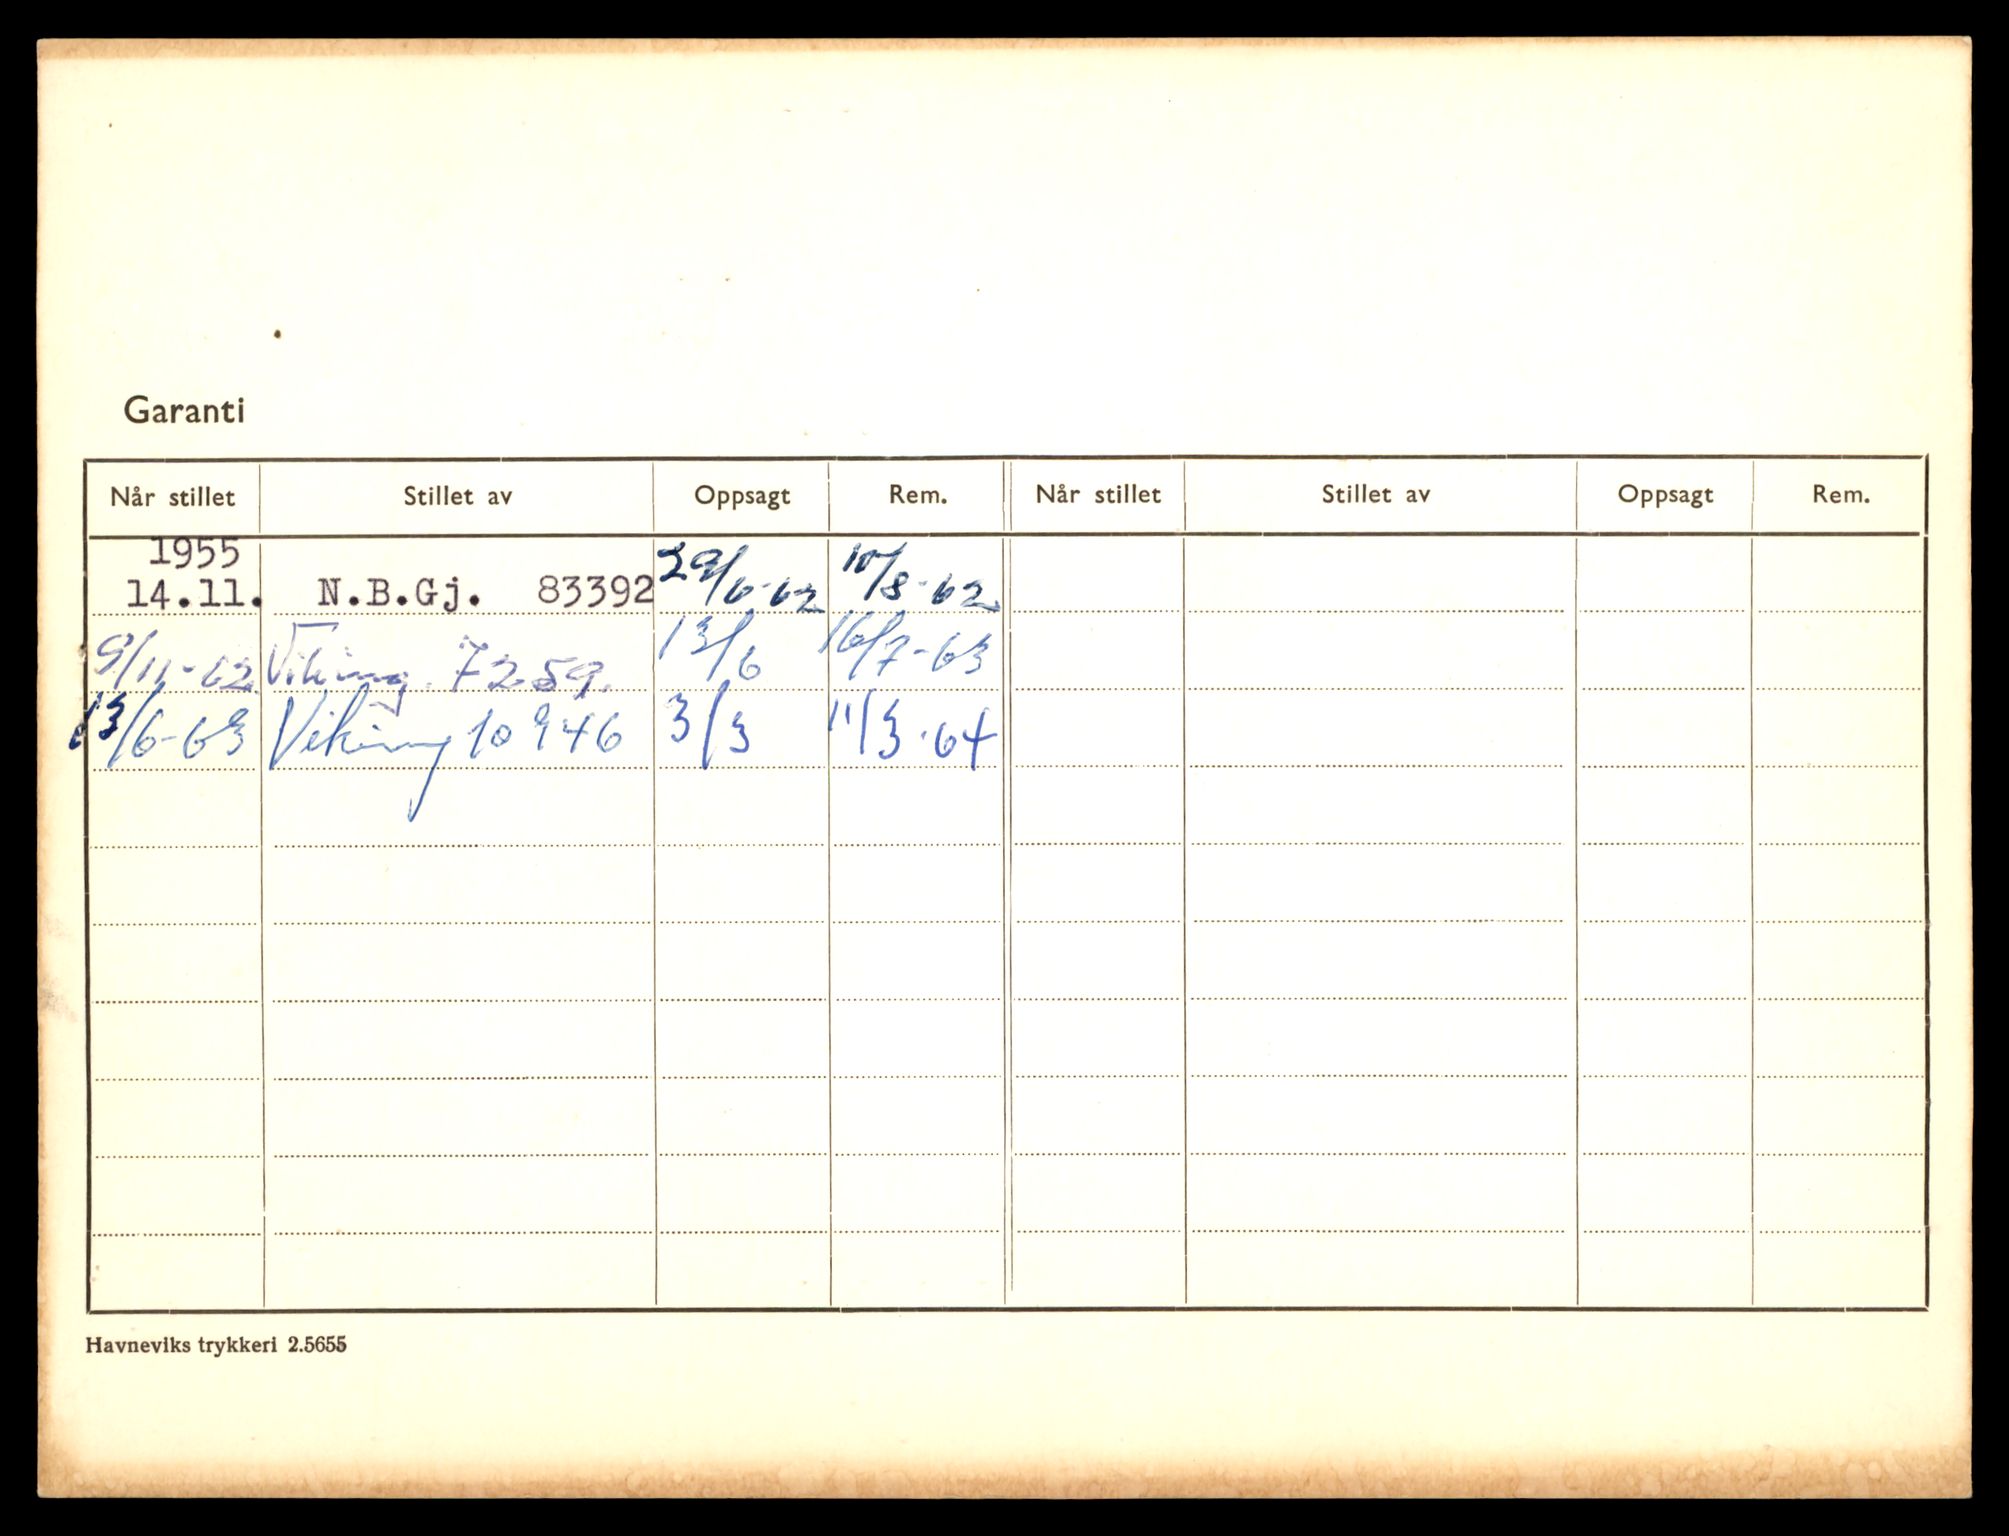 Garanti
Når stillet Stillet av Oppsagt Rem. Når stillet Stillet av Oppsagt Rem.
1955
14.11. N.B.Gj. 83392 29/6-62 10/8-62
9/11-62 Viking 7259. 13/6 16/7-63
13/6-63 Viking 10946 3/3 11/3-64
Havneviks trykkeri 2.5655